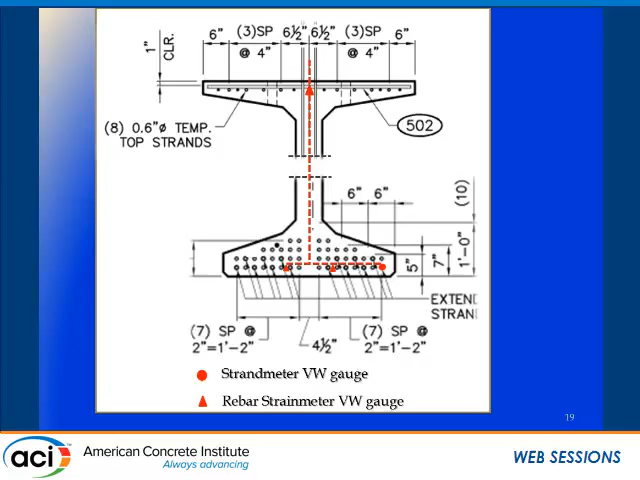 6" (3)SP 6½" 6½" (3)SP 6"
@ 4" @ 4"
1"
CLR.
(8) 0.6"ø TEMP.
TOP STRANDS
502
6" 6"
(10)
5"
7"
1'-0"
EXTEND
STRAN
(7) SP @
2"=1'-2"
4½"
(7) SP @
2"=1'-2"
Strandmeter VW gauge
Rebar Strainmeter VW gauge
19
aci
American Concrete Institute
Always advancing
WEB SESSIONS